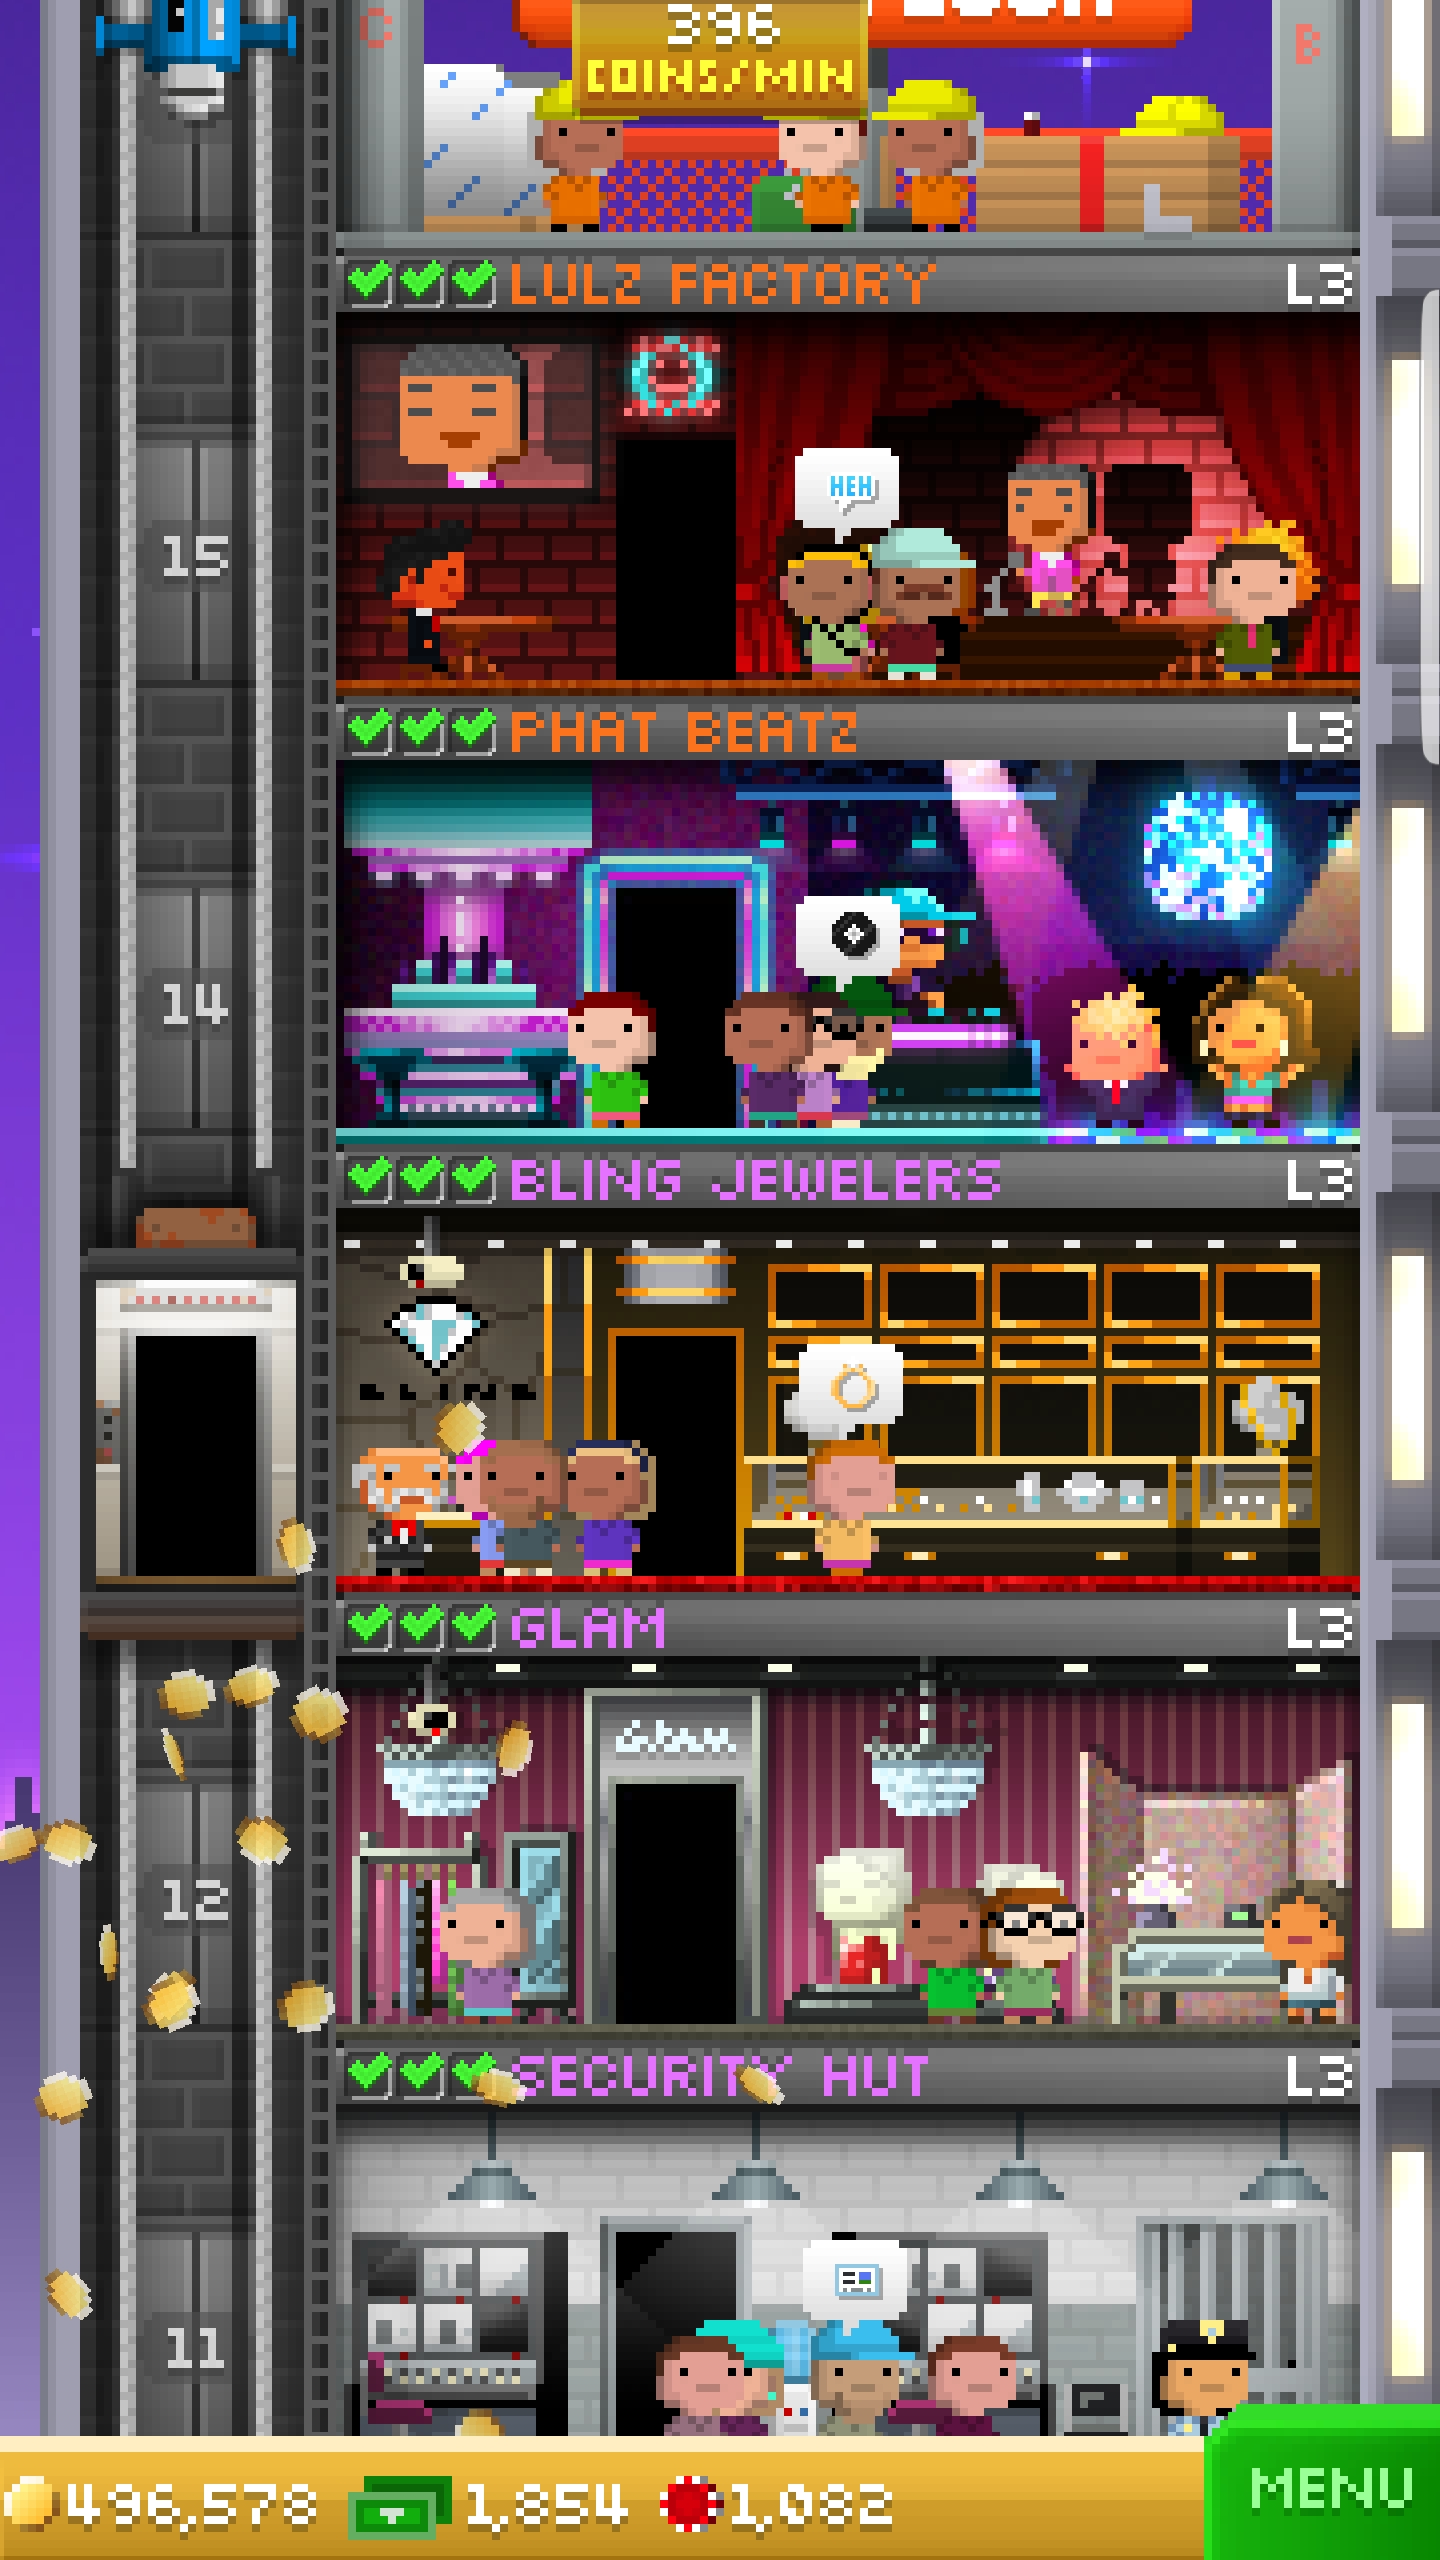 C
B
396
COINS/MIN
LULZ FACTORY
L3
HEH
15
PHAT BEATZ
L3
14
BLING JEWELERS
L3
GLAM
L3
Glam
12
SECURITY HUT
L3
11
496,578
1,854
1,082
MENU